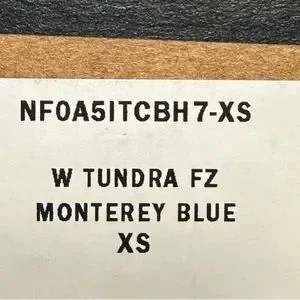 NF0A5ITCBH7-XS
W TUNDRA FZ
MONTEREY BLUE
XS